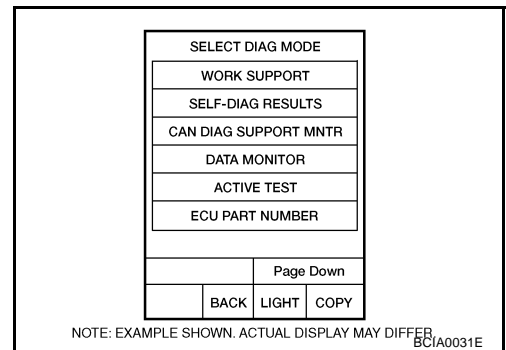 SELECT DIAG MODE
WORK SUPPORT
SELF-DIAG RESULTS
CAN DIAG SUPPORT MNTR
DATA MONITOR
ACTIVE TEST
ECU PART NUMBER
Page Down
BACK LIGHT COPY
NOTE: EXAMPLE SHOWN. ACTUAL DISPLAY MAY DIFFER.
BCIA0031E